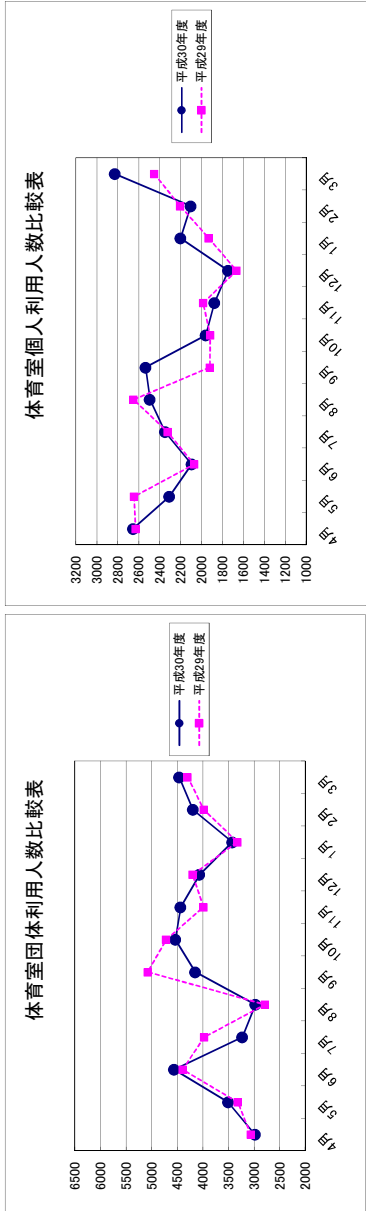 体育室個人利用人数比較表
平成30年度
平成29年度
3200
3000
2800
2600
2400
2200
2000
1800
1600
1400
1200
1000
4月
5月
6月
7月
8月
9月
10月
11月
12月
1月
2月
3月
体育室団体利用人数比較表
平成30年度
平成29年度
6500
6000
5500
5000
4500
4000
3500
3000
2500
2000
4月
5月
6月
7月
8月
9月
10月
11月
12月
1月
2月
3月